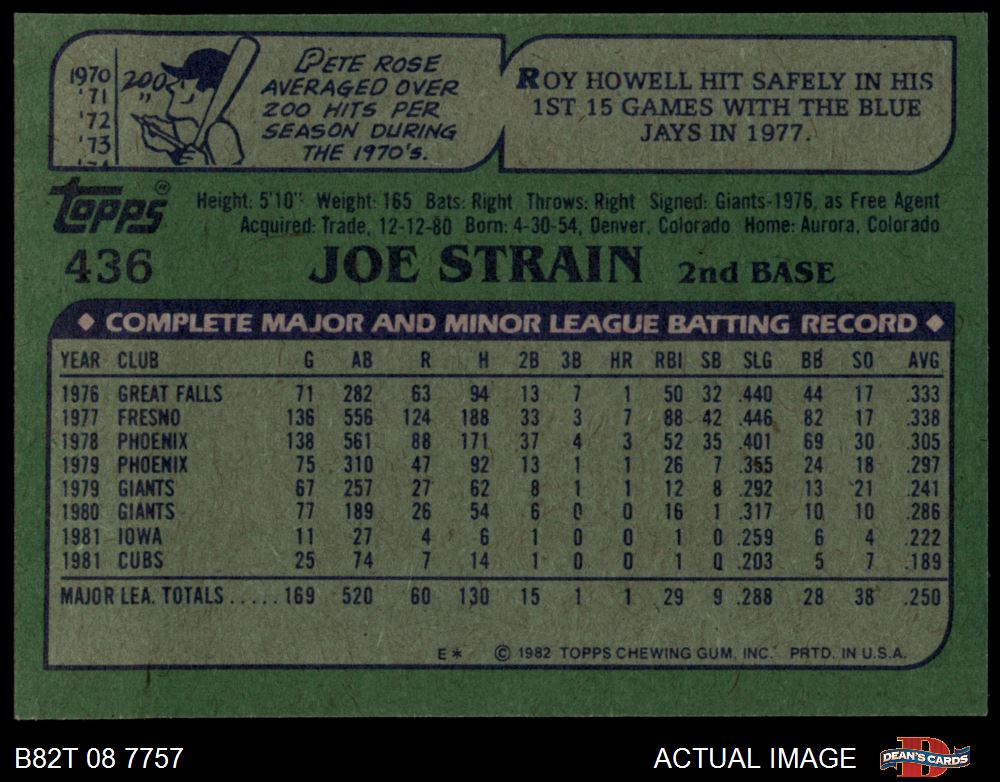 1970
'71
'72
'73
'74
200
"
PETE ROSE
AVERAGED OVER
200 HITS PER
SEASON DURING
THE 1970'S.
ROY HOWELL HIT SAFELY IN HIS
1ST 15 GAMES WITH THE BLUE
JAYS IN 1977.
topps®
Height: 5'10" Weight: 165 Bats: Right Throws: Right Signed: Giants-1976, as Free Agent
Acquired: Trade, 12-12-80 Born: 4-30-54, Denver, Colorado Home: Aurora, Colorado
436 JOE STRAIN 2nd BASE
◆ COMPLETE MAJOR AND MINOR LEAGUE BATTING RECORD ◆
YEAR CLUB G AB R H 2B 3B HR RBI SB SLG BB SO AVG
1976 GREAT FALLS 71 282 63 94 13 7 1 50 32 .440 44 17 .333
1977 FRESNO 136 556 124 188 33 3 7 88 42 .446 82 17 .338
1978 PHOENIX 138 561 88 171 37 4 3 52 35 .401 69 30 .305
1979 PHOENIX 75 310 47 92 13 1 1 26 7 .355 24 18 .297
1979 GIANTS 67 257 27 62 8 1 1 12 8 .292 13 21 .241
1980 GIANTS 77 189 26 54 6 0 0 16 1 .317 10 10 .286
1981 IOWA 11 27 4 6 1 0 0 1 0 .259 6 4 .222
1981 CUBS 25 74 7 14 1 0 0 1 0 .203 5 7 .189
MAJOR LEA. TOTALS.....169 520 60 130 15 1 1 29 9 .288 28 38 .250
E* © 1982 TOPPS CHEWING GUM, INC. PRTD. IN U.S.A.
B82T 08 7757 ACTUAL IMAGE
D
DEAN'S CARDS